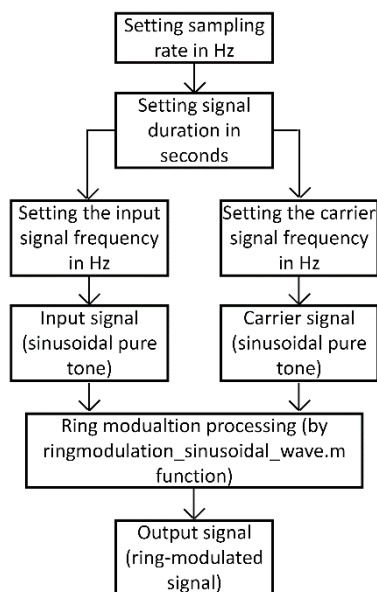 Setting sampling
rate in Hz
Setting signal
duration in
seconds
Setting the input
signal frequency
in Hz
Setting the carrier
signal frequency
in Hz
Input signal
(sinusoidal pure
tone)
Carrier signal
(sinusoidal pure
tone)
Ring modualtion processing (by
ringmodulation_sinusoidal_wave.m
function)
Output signal
(ring-modulated
signal)